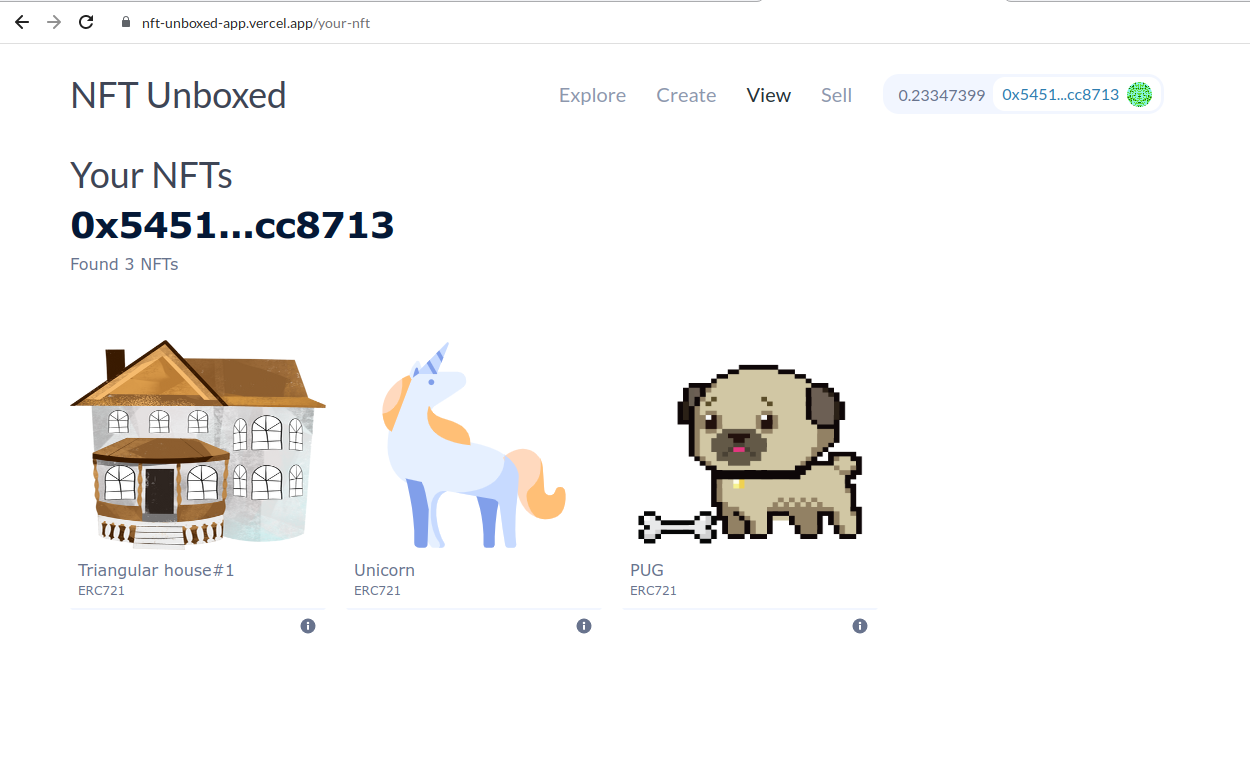 nft-unboxed-app.vercel.app/your-nft
NFT Unboxed
Explore Create View Sell 0.23347399 0x5451...cc8713
Your NFTs
0x5451...cc8713
Found 3 NFTs
Triangular house#1
ERC721
Unicorn
ERC721
PUG
ERC721